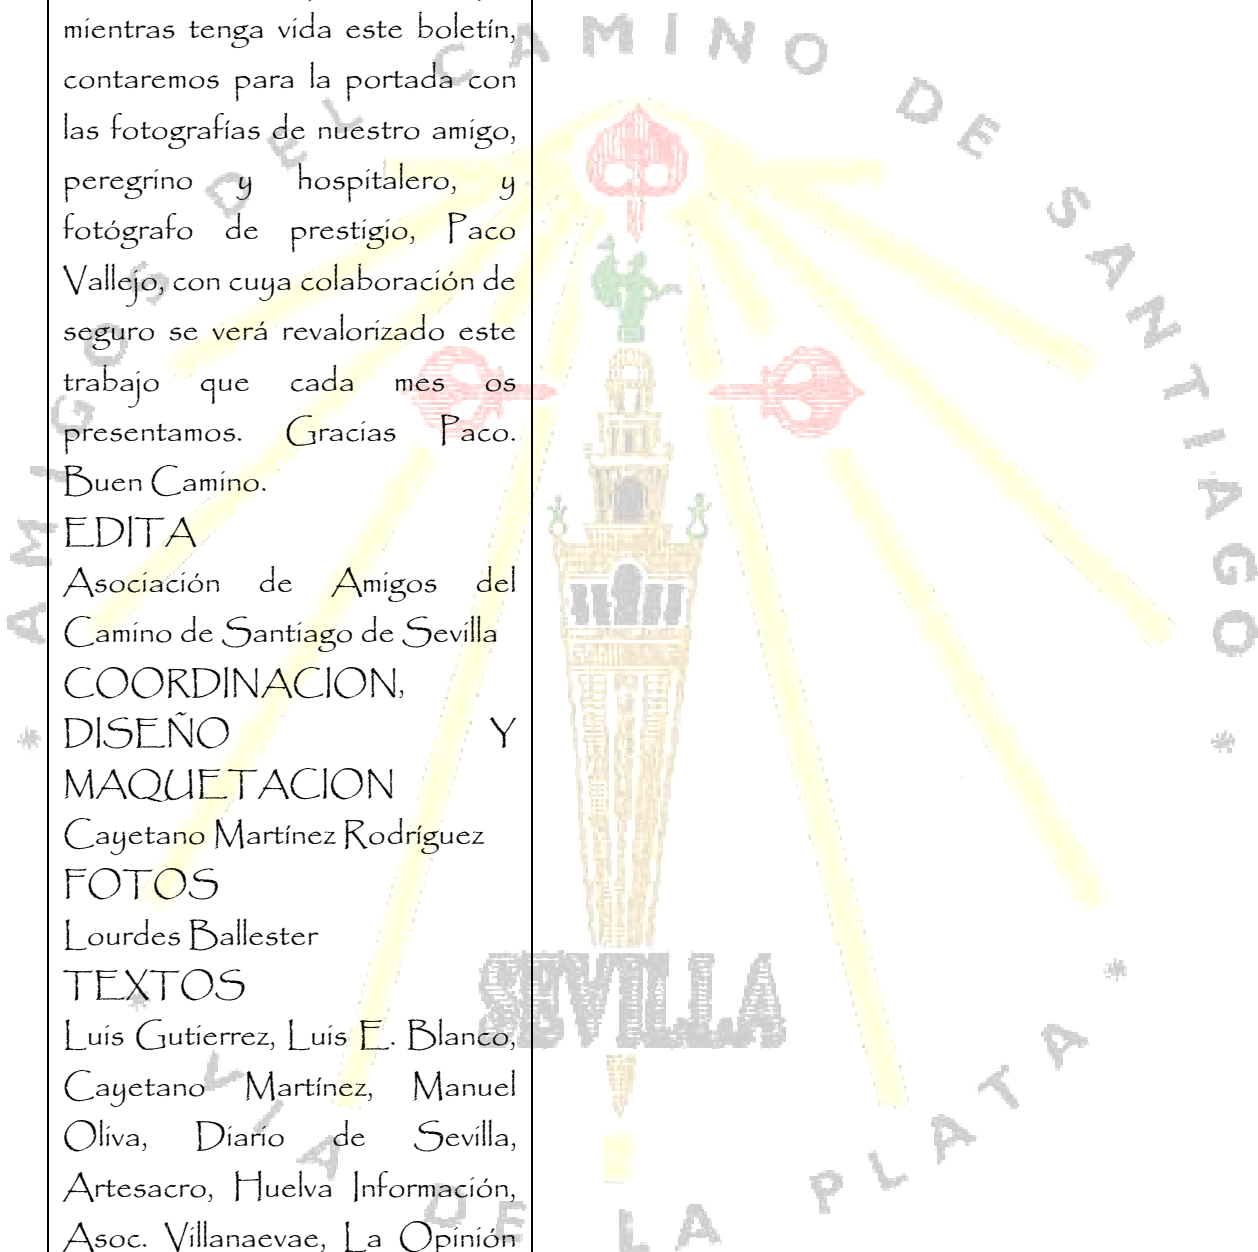 mientras tenga vida este boletín,
contaremos para la portada con
las fotografías de nuestro amigo,
peregrino y hospitalero, y
fotógrafo de prestigio, Paco
Vallejo, con cuya colaboración de
seguro se verá revalorizado este
trabajo que cada mes os
presentamos. Gracias Paco.
Buen Camino.
EDITA
Asociación de Amigos del
Camino de Santiago de Sevilla
COORDINACION,
DISEÑO Y
MAQUETACION
Cayetano Martínez Rodríguez
FOTOS
Lourdes Ballester
TEXTOS
Luis Gutierrez, Luis E. Blanco,
Cayetano Martínez, Manuel
Oliva, Diario de Sevilla,
Artesacro, Huelva Información,
Asoc. Villanaevae, La Opinión
* AMIGOS DEL CAMINO DE SANTIAGO *
SEVILLA
* VIA DE LA PLATA *